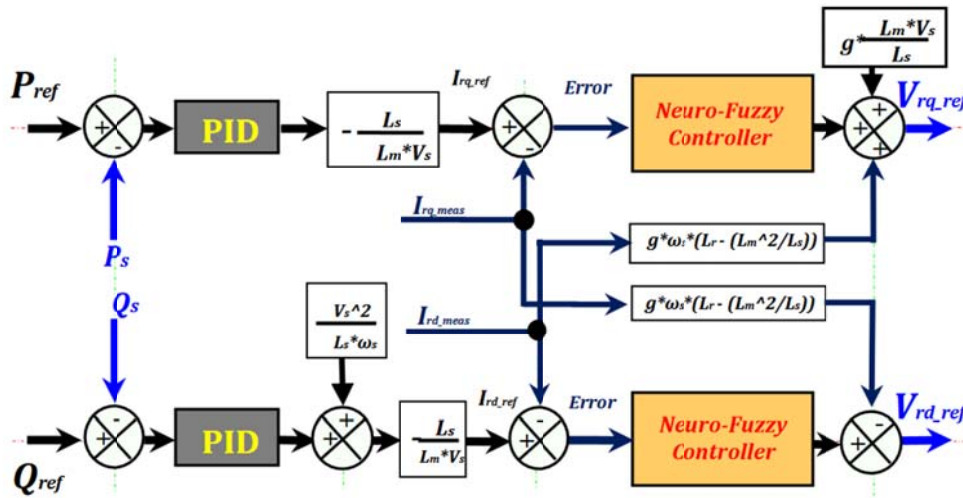 g* Lm*Vs
Ls
Pref
+
-
PID
- Ls
Lm*Vs
Irq_ref
+
-
Error
Neuro-Fuzzy
Controller
+
+
+
Vrq_ref
Irq_meas
Ps
g*ωt*(Lr - (Lm^2/Ls))
Qs
g*ωs*(Lr - (Lm^2/Ls))
Vs^2
Ls*ωs
Ird_meas
Ird_ref
Error
-
+
PID
+
+
- Ls
Lm*Vs
-
+
Neuro-Fuzzy
Controller
-
+
Vrd_ref
Qref